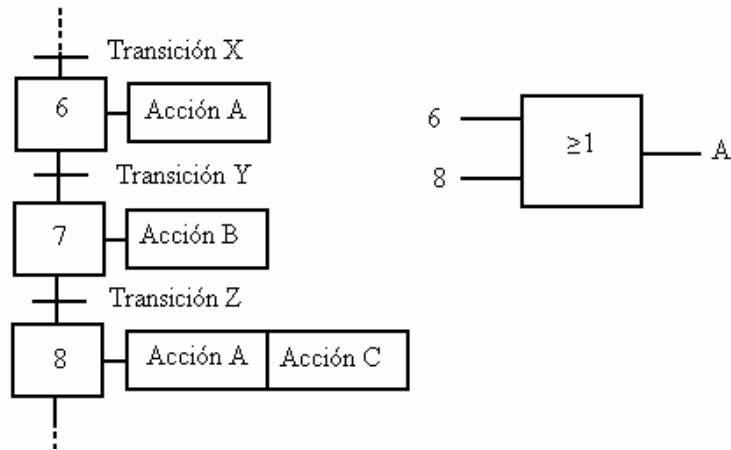 Transición X
6
Acción A
Transición Y
7
Acción B
Transición Z
8
Acción A
Acción C
6
8
≥1
A